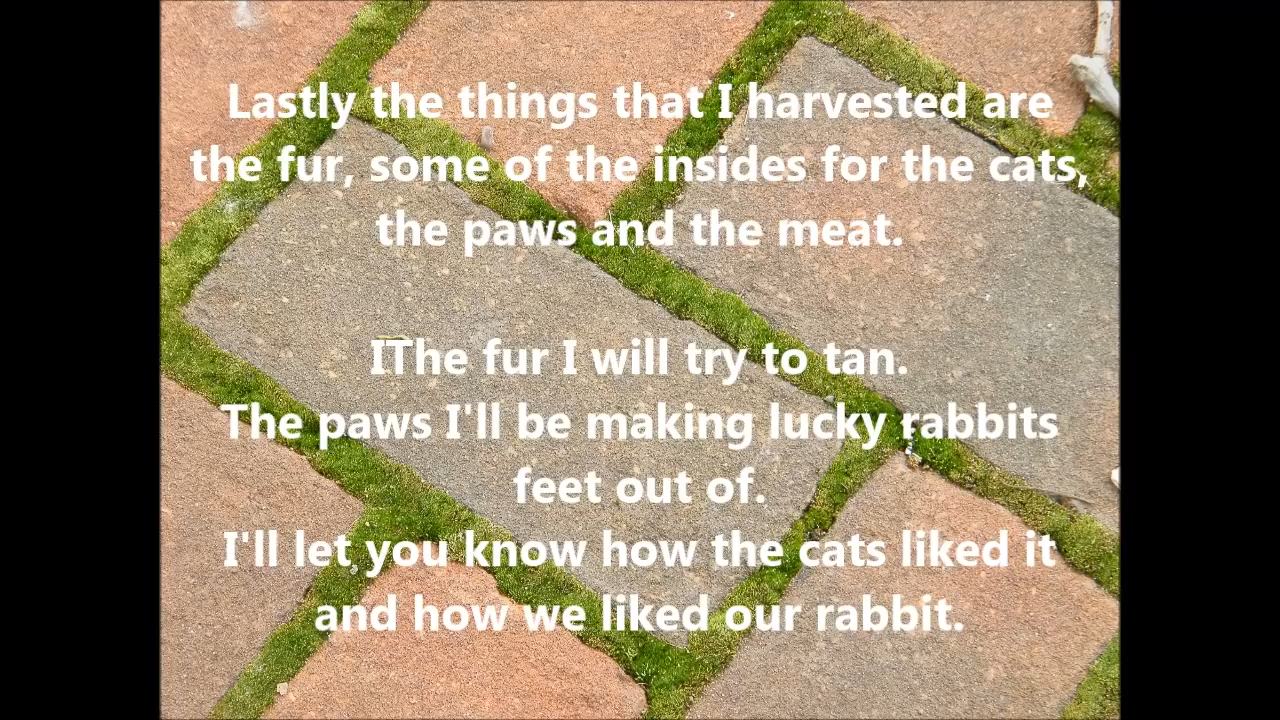 Lastly the things that I harvested are
the fur, some of the insides for the cats,
the paws and the meat.
IThe fur I will try to tan.
The paws I'll be making lucky rabbits
feet out of.
I'll let you know how the cats liked it
and how we liked our rabbit.